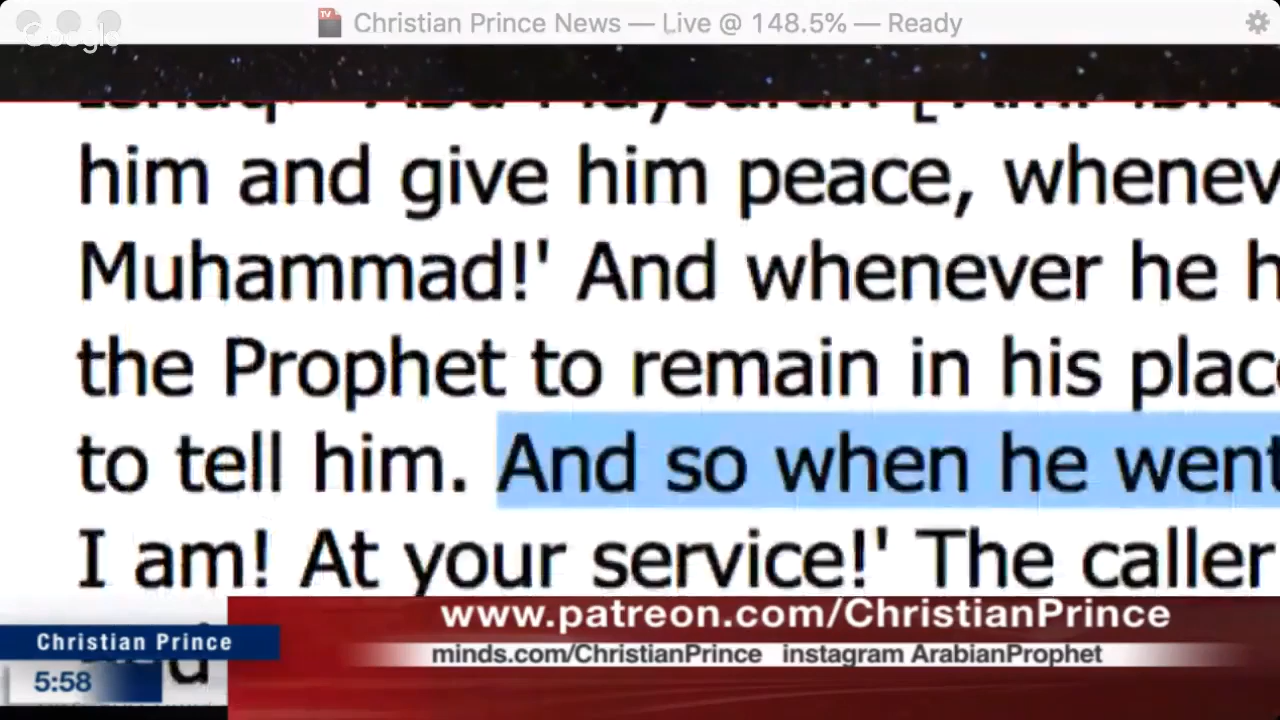 Christian Prince News — Live @ 148.5% — Ready
Google
him and give him peace, whenev
Muhammad!' And whenever he h
the Prophet to remain in his plac
to tell him. And so when he went
I am! At your service!' The caller
www.patreon.com/ChristianPrince
Christian Prince
minds.com/ChristianPrince instagram ArabianProphet
5:58